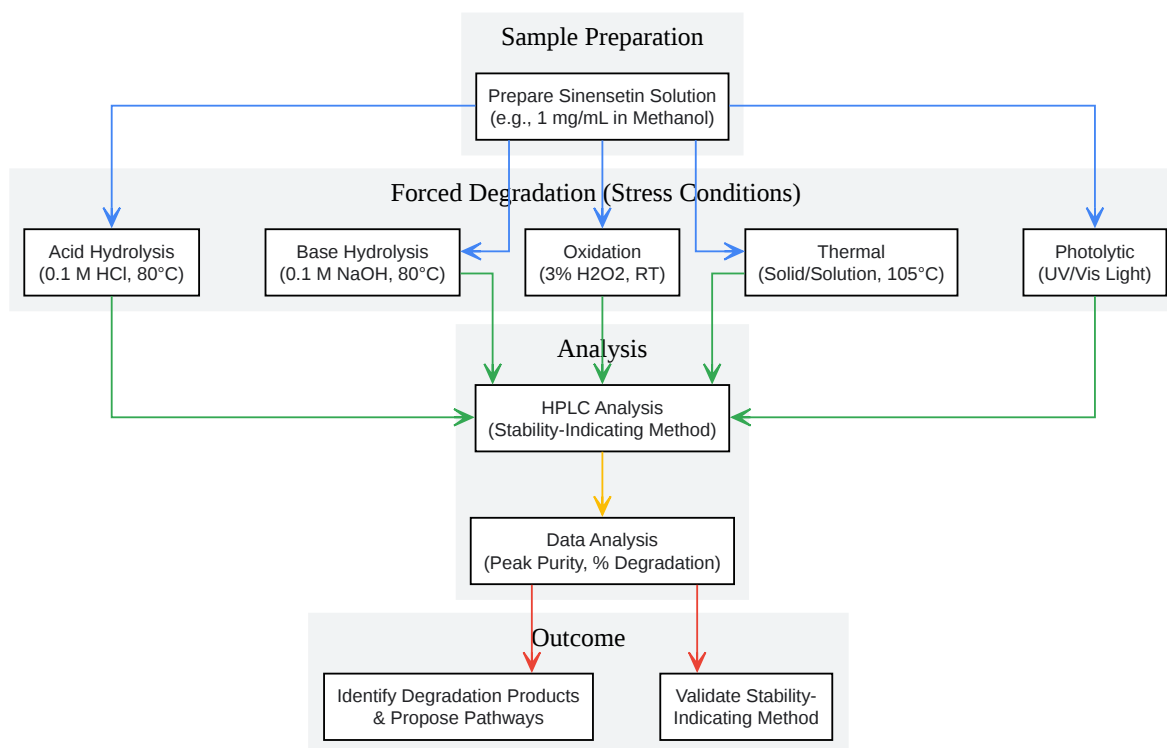 Sample Preparation
Prepare Sinensetin Solution
(e.g., 1 mg/mL in Methanol)
Forced Degradation (Stress Conditions)
Acid Hydrolysis
(0.1 M HCl, 80°C)
Base Hydrolysis
(0.1 M NaOH, 80°C)
Oxidation
(3% H2O2, RT)
Thermal
(Solid/Solution, 105°C)
Photolytic
(UV/Vis Light)
Analysis
HPLC Analysis
(Stability-Indicating Method)
Data Analysis
(Peak Purity, % Degradation)
Outcome
Identify Degradation Products
& Propose Pathways
Validate Stability-
Indicating Method